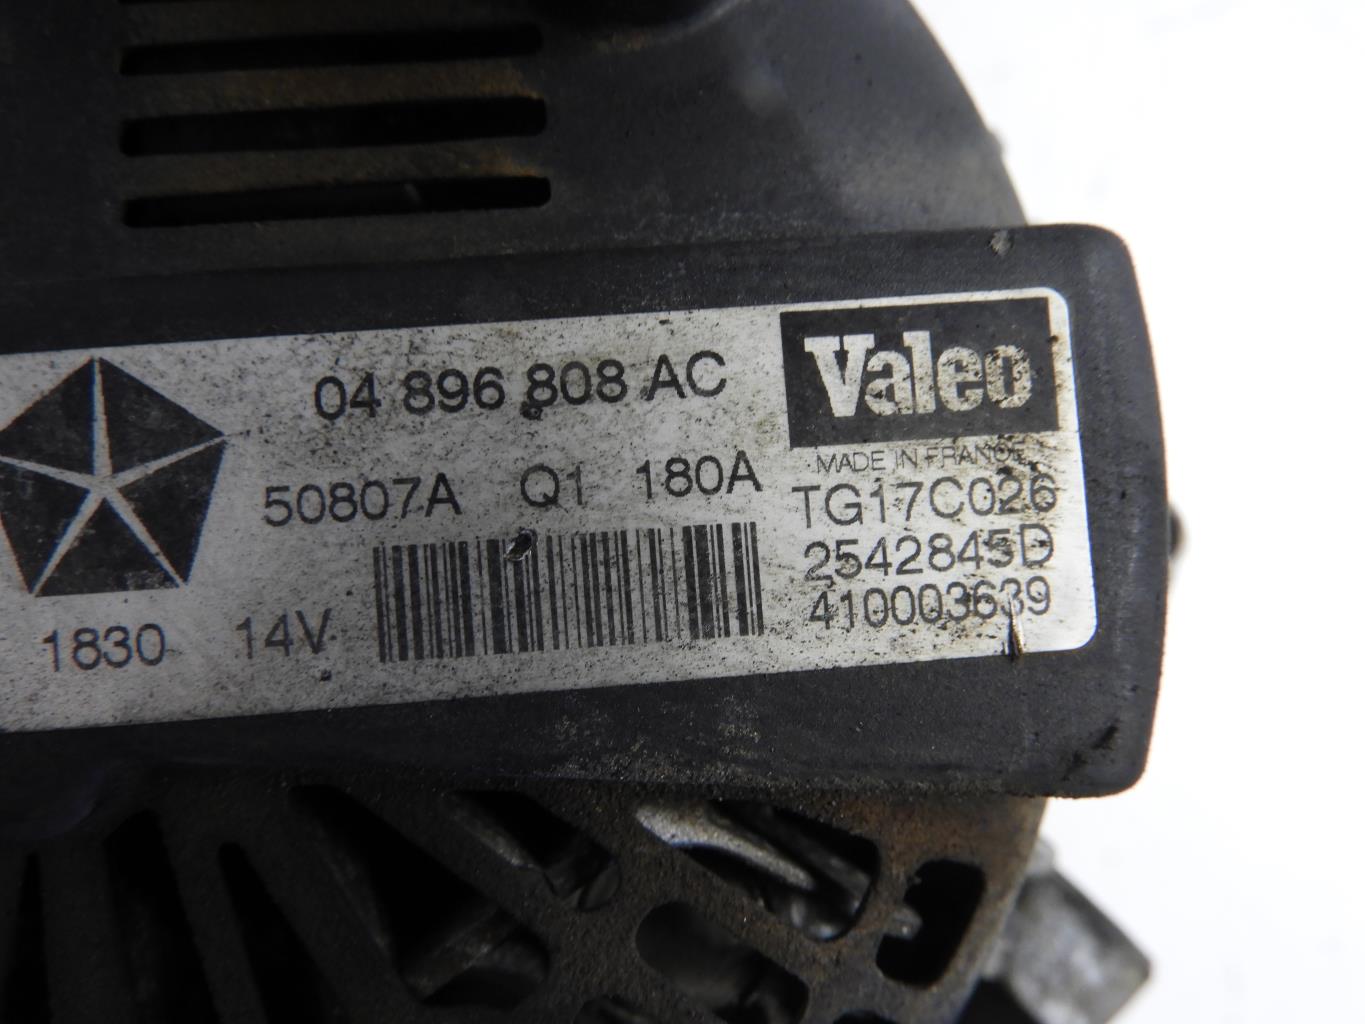 04 896 808 AC
Valeo
MADE IN FRANCE
50807A Q1 180A
TG17C026
2542845D
1830 14V
410003639